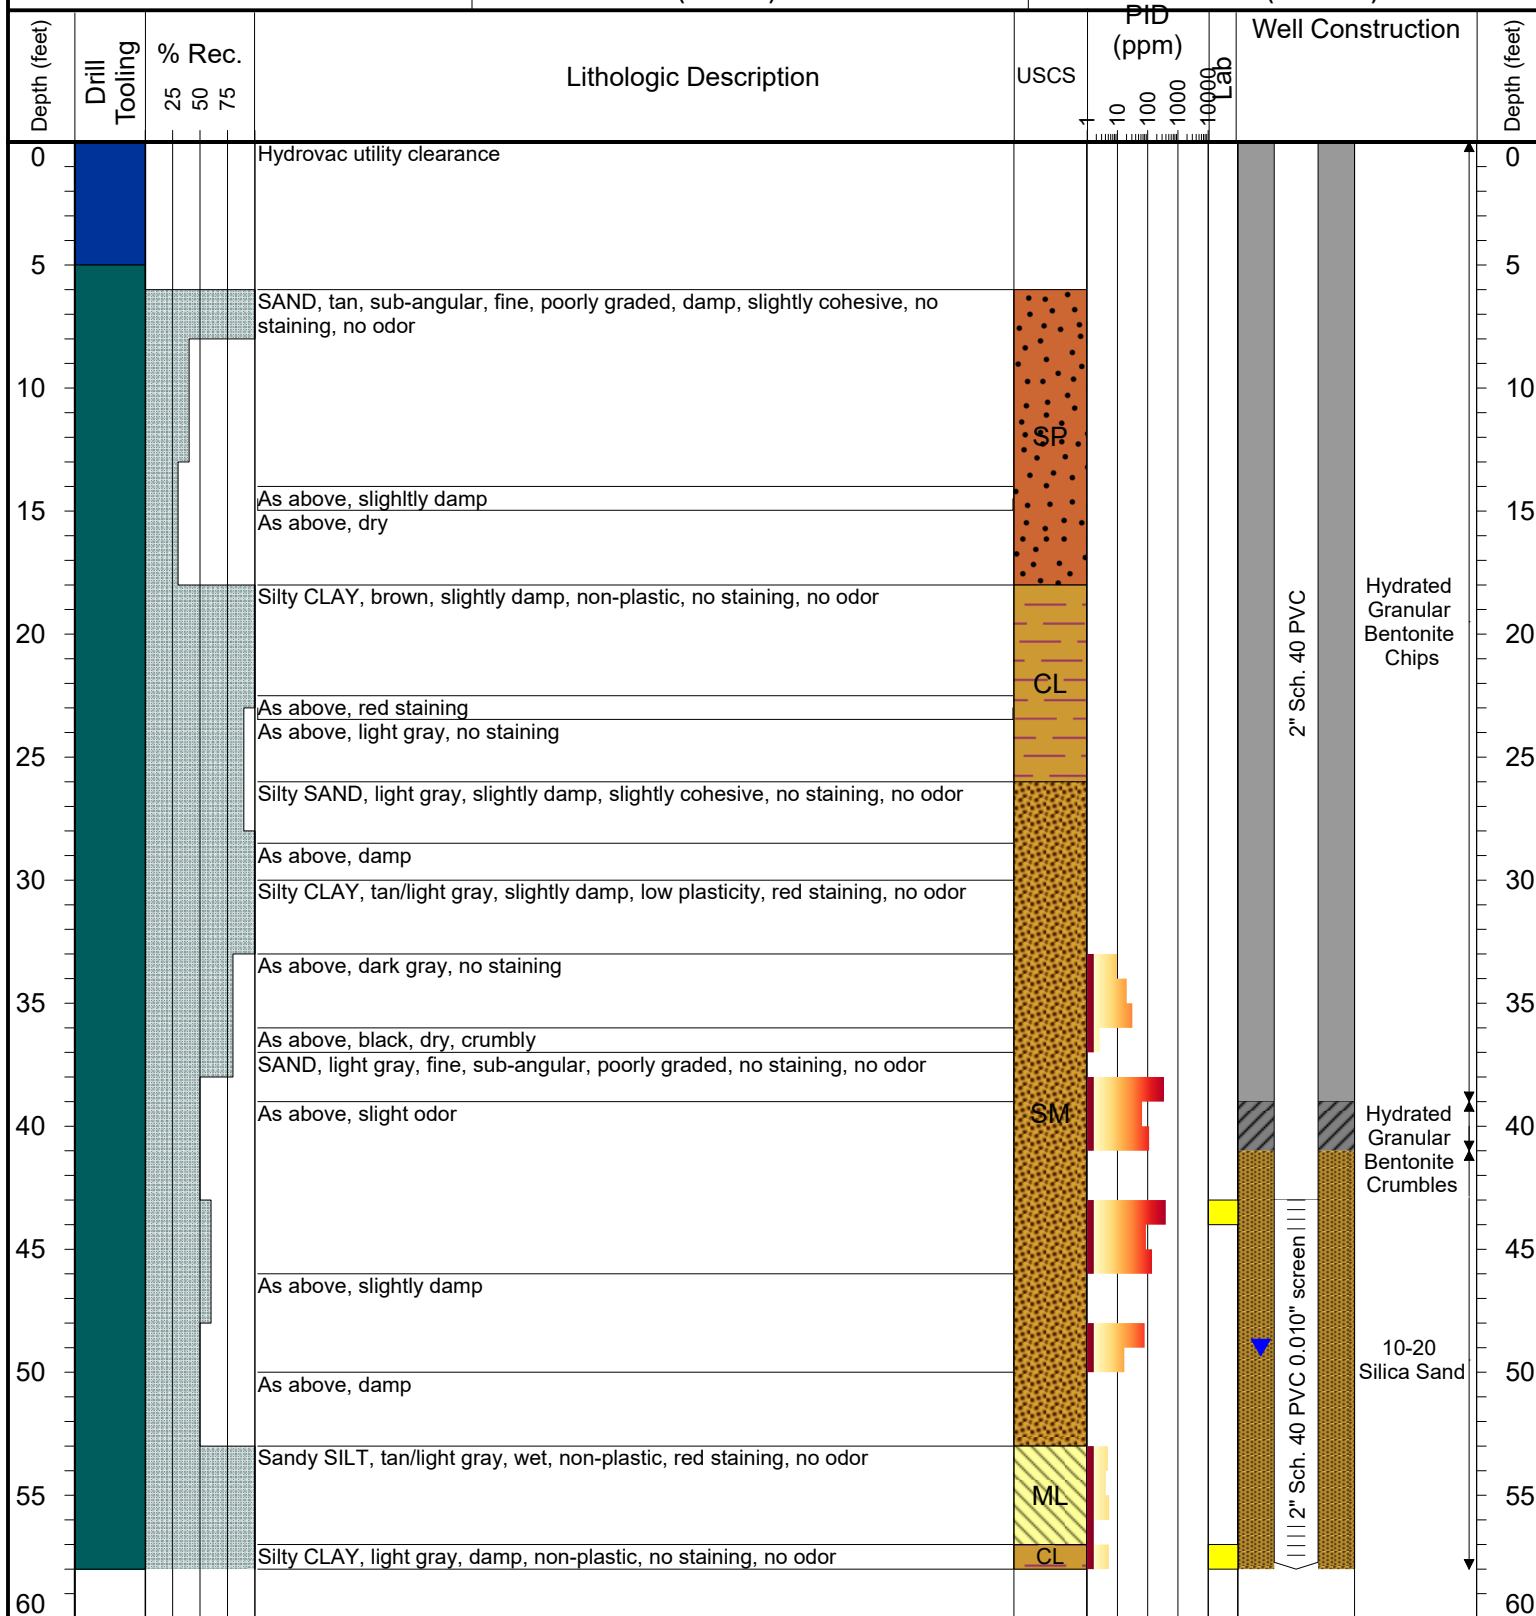 PID
(ppm)
Well Construction
Depth (feet)
Drill
Tooling
% Rec.
25
50
75
Lithologic Description
USCS
1
10
100
1000
10000
Lab
Depth (feet)
0
Hydrovac utility clearance
0
5
5
SAND, tan, sub-angular, fine, poorly graded, damp, slightly cohesive, no
staining, no odor
10
10
SP
As above, slighltly damp
15
As above, dry
15
Silty CLAY, brown, slightly damp, non-plastic, no staining, no odor
Hydrated
Granular
Bentonite
Chips
2" Sch. 40 PVC
20
20
CL
As above, red staining
As above, light gray, no staining
25
25
Silty SAND, light gray, slightly damp, slightly cohesive, no staining, no odor
As above, damp
30
Silty CLAY, tan/light gray, slightly damp, low plasticity, red staining, no odor
30
As above, dark gray, no staining
35
35
As above, black, dry, crumbly
SAND, light gray, fine, sub-angular, poorly graded, no staining, no odor
As above, slight odor
SM
Hydrated
Granular
Bentonite
Crumbles
40
40
45
45
As above, slightly damp
2" Sch. 40 PVC 0.010" screen
10-20
Silica Sand
50
50
As above, damp
Sandy SILT, tan/light gray, wet, non-plastic, red staining, no odor
55
ML
55
Silty CLAY, light gray, damp, non-plastic, no staining, no odor
CL
60
60